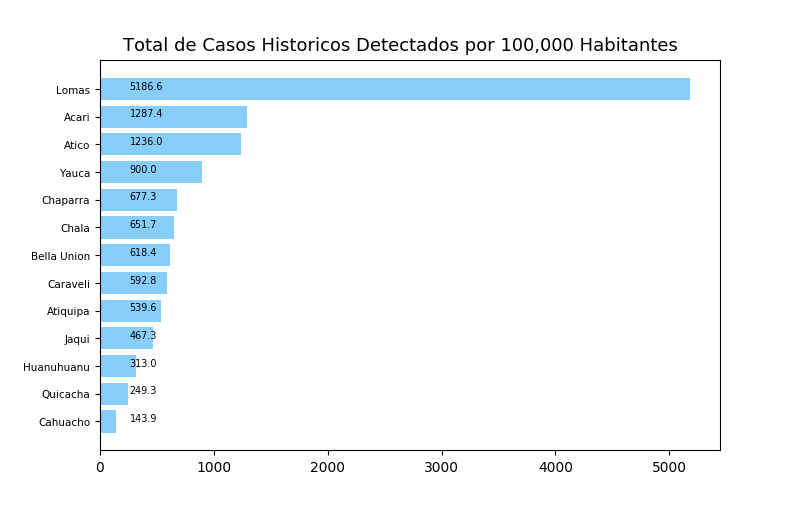 Total de Casos Historicos Detectados por 100,000 Habitantes
Lomas 5186.6
Acari 1287.4
Atico 1236.0
Yauca 900.0
Chaparra 677.3
Chala 651.7
Bella Union 618.4
Caraveli 592.8
Atiquipa 539.6
Jaqui 467.3
Huanuhuanu 313.0
Quicacha 249.3
Cahuacho 143.9
0 1000 2000 3000 4000 5000